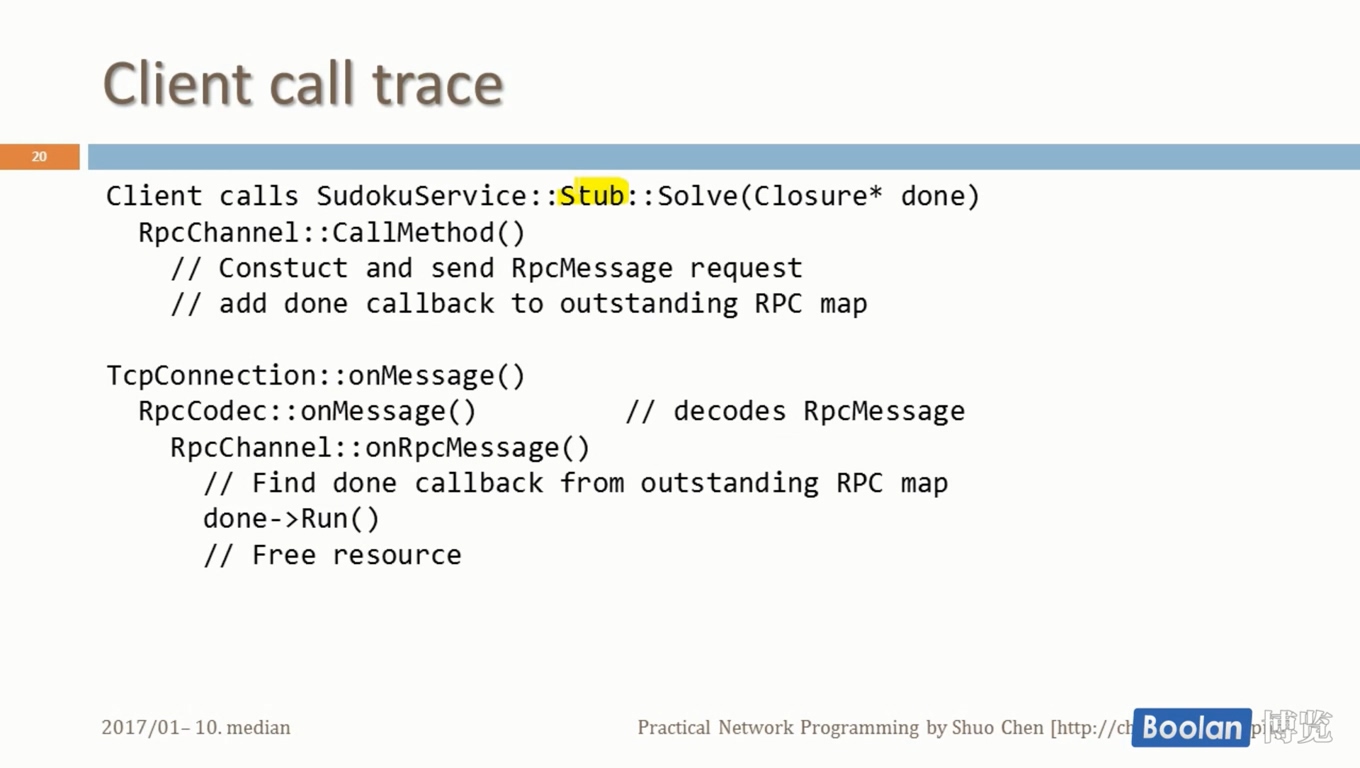 Client call trace
20
Client calls SudokuService::Stub::Solve(Closure* done)
RpcChannel::CallMethod()
// Constuct and send RpcMessage request
// add done callback to outstanding RPC map
TcpConnection::onMessage()
RpcCodec::onMessage() // decodes RpcMessage
RpcChannel::onRpcMessage()
// Find done callback from outstanding RPC map
done->Run()
// Free resource
2017/01– 10. median
Practical Network Programming by Shuo Chen [http://ch
Boolan 博览